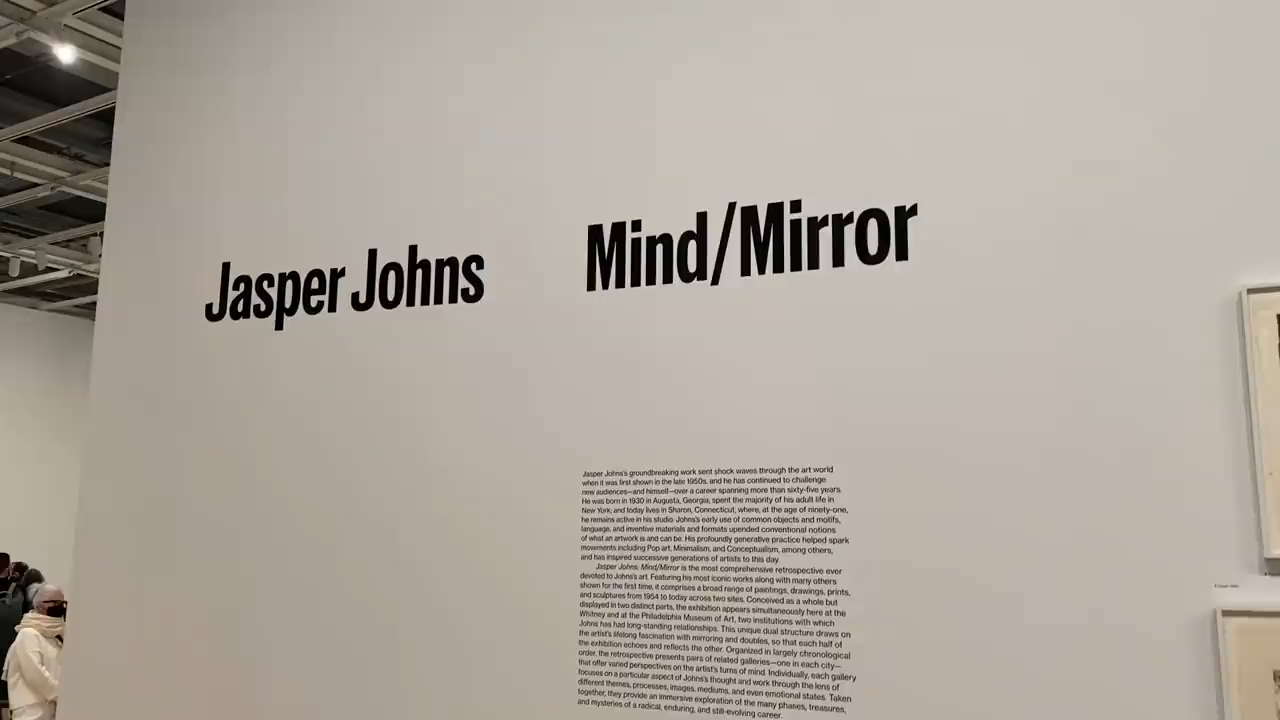 Jasper Johns
Mind/Mirror
Jasper Johns's groundbreaking work sent shock waves through the art world
when it was first shown in the late 1950s, and he has continued to challenge
new audiences—and himself—over a career spanning more than sixty-five years.
He was born in 1930 in Augusta, Georgia, spent the majority of his adult life in
New York, and today lives in Sharon, Connecticut, where, at the age of ninety-one,
he remains active in his studio. Johns's early use of common objects and motifs,
language, and inventive materials and formats upended conventional notions
of what an artwork is and can be. His profoundly generative practice helped spark
movements including Pop art, Minimalism, and Conceptualism, among others,
and has inspired successive generations of artists to this day.
Jasper Johns: Mind/Mirror is the most comprehensive retrospective ever
devoted to Johns's art. Featuring his most iconic works along with many others
shown for the first time, it comprises a broad range of paintings, drawings, prints,
and sculptures from 1954 to today across two sites. Conceived as a whole but
displayed in two distinct parts, the exhibition appears simultaneously here at the
Whitney and at the Philadelphia Museum of Art, two institutions with which
Johns has had long-standing relationships. This unique dual structure draws on
the artist's lifelong fascination with mirroring and doubles, so that each half of
the exhibition echoes and reflects the other. Organized in largely chronological
order, the retrospective presents pairs of related galleries—one in each city—
that offer varied perspectives on the artist's turns of mind. Individually, each gallery
focuses on a particular aspect of Johns's thought and work through the lens of
different themes, processes, images, mediums, and even emotional states. Taken
together, they provide an immersive exploration of the many phases, treasures,
and mysteries of a radical, enduring, and still-evolving career.